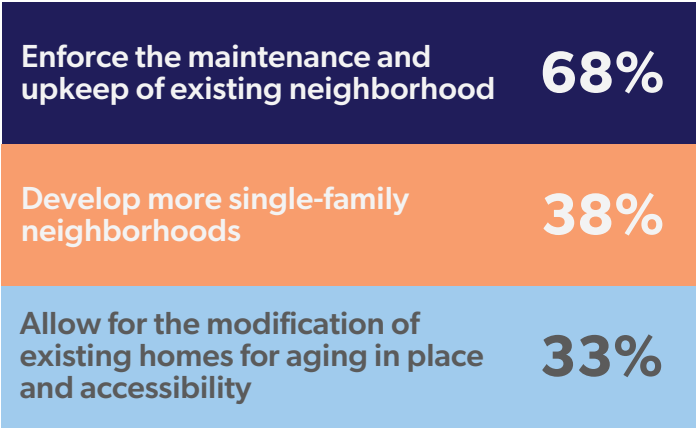 Enforce the maintenance and
upkeep of existing neighborhood
68%
Develop more single-family
neighborhoods
38%
Allow for the modification of
existing homes for aging in place
and accessibility
33%